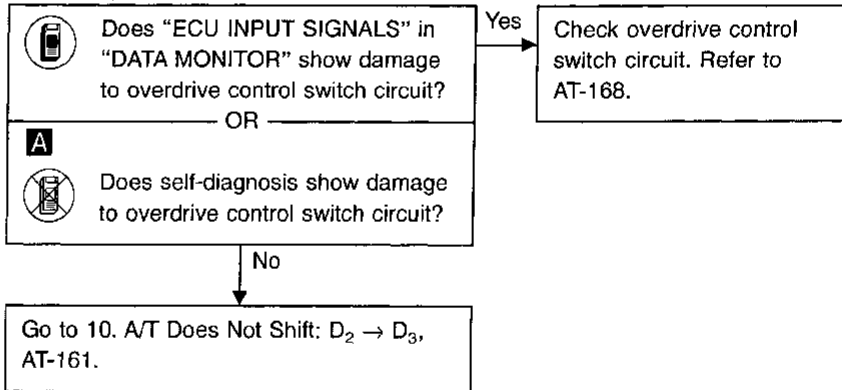 Does “ECU INPUT SIGNALS” in
“DATA MONITOR” show damage
to overdrive control switch circuit?
Yes
Check overdrive control
switch circuit. Refer to
AT-168.
OR
A
Does self-diagnosis show damage
to overdrive control switch circuit?
No
Go to 10. A/T Does Not Shift: D₂ → D₃,
AT-161.